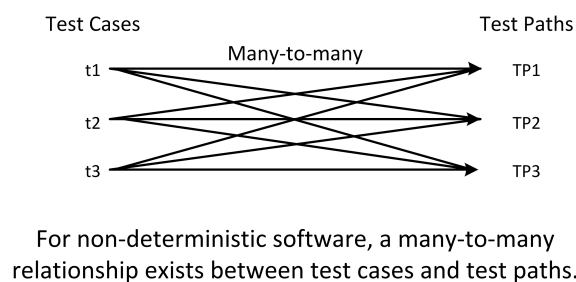 Test Cases Test Paths
Many-to-many
t1 TP1
t2 TP2
t3 TP3
For non-deterministic software, a many-to-many
relationship exists between test cases and test paths.